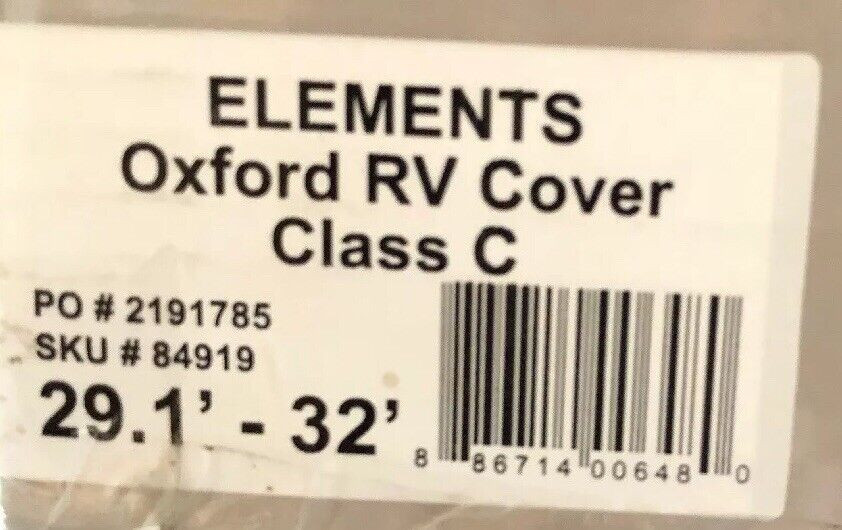 ELEMENTS
Oxford RV Cover
Class C
PO # 2191785
SKU # 84919
29.1' - 32'
8 86714 00648 0